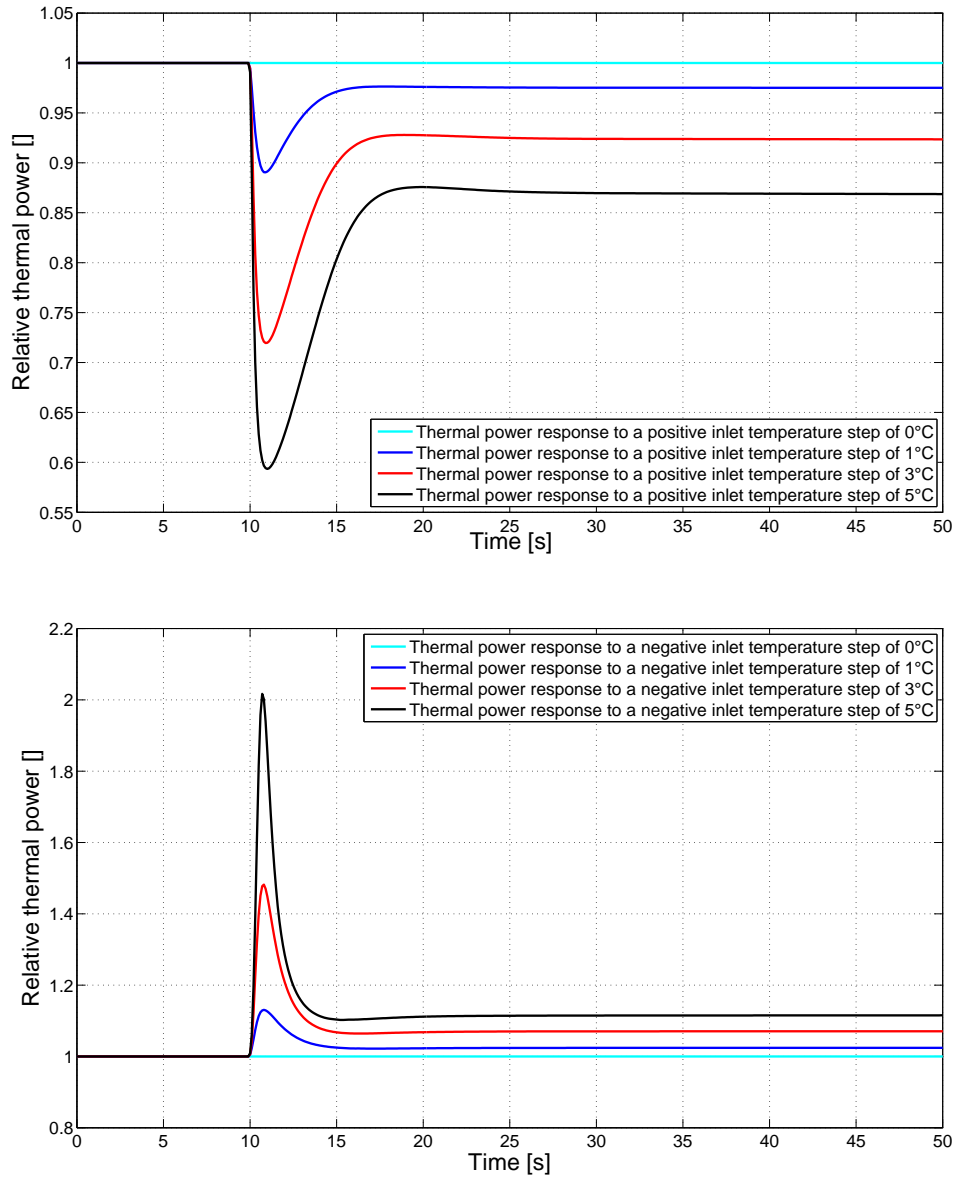 1.05
1
0.95
0.9
0.85
0.8
0.75
0.7
0.65
0.6
0.55
Relative thermal power []
0 5 10 15 20 25 30 35 40 45 50
Time [s]
Thermal power response to a positive inlet temperature step of 0°C
Thermal power response to a positive inlet temperature step of 1°C
Thermal power response to a positive inlet temperature step of 3°C
Thermal power response to a positive inlet temperature step of 5°C
2.2
2
1.8
1.6
1.4
1.2
1
0.8
Relative thermal power []
0 5 10 15 20 25 30 35 40 45 50
Time [s]
Thermal power response to a negative inlet temperature step of 0°C
Thermal power response to a negative inlet temperature step of 1°C
Thermal power response to a negative inlet temperature step of 3°C
Thermal power response to a negative inlet temperature step of 5°C